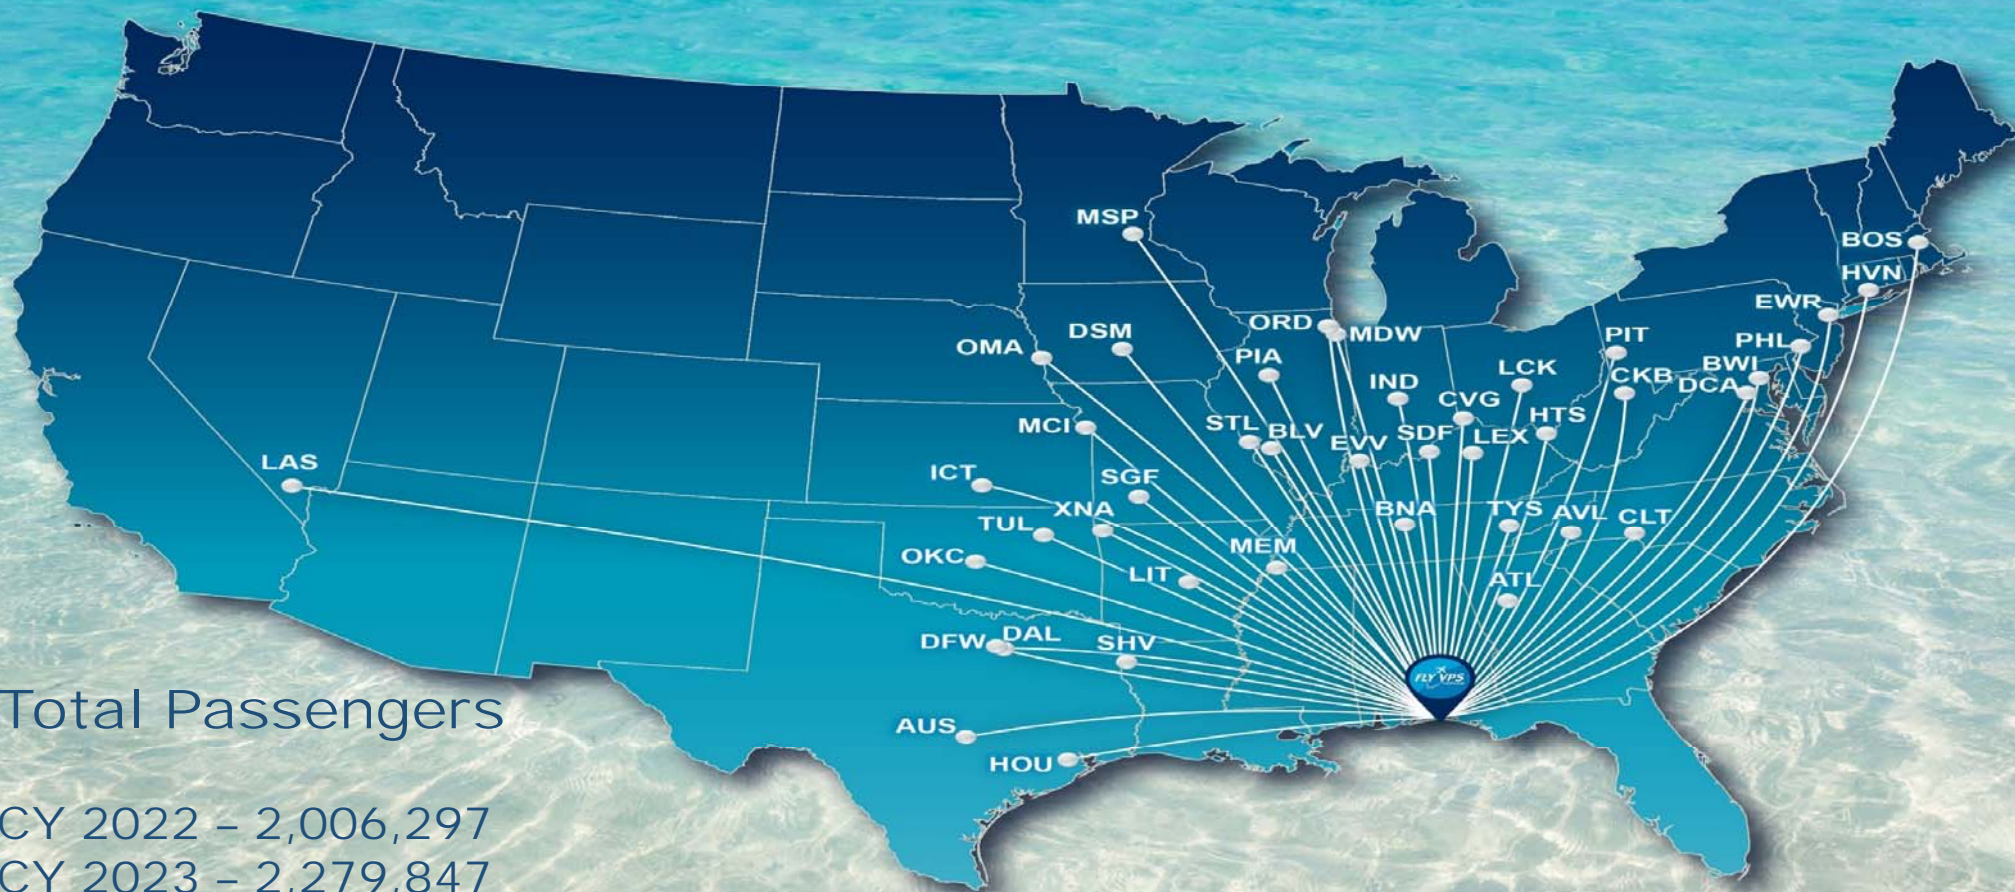 MSP
BOS
HVN
EWR
ORD
MDW
DSM
OMA
PIA
PIT
PHL
LCK
CKB
BWI
DCA
IND
CVG
HTS
MCI
STL
BLV
EVV
SDF
LEX
LAS
ICT
SGF
XNA
BNA
TYS
AVL
CLT
TUL
OKC
MEM
LIT
ATL
DFW
DAL
SHV
FLY VPS
AUS
HOU
Total Passengers
CY 2022 – 2,006,297
CY 2023 – 2,279,847